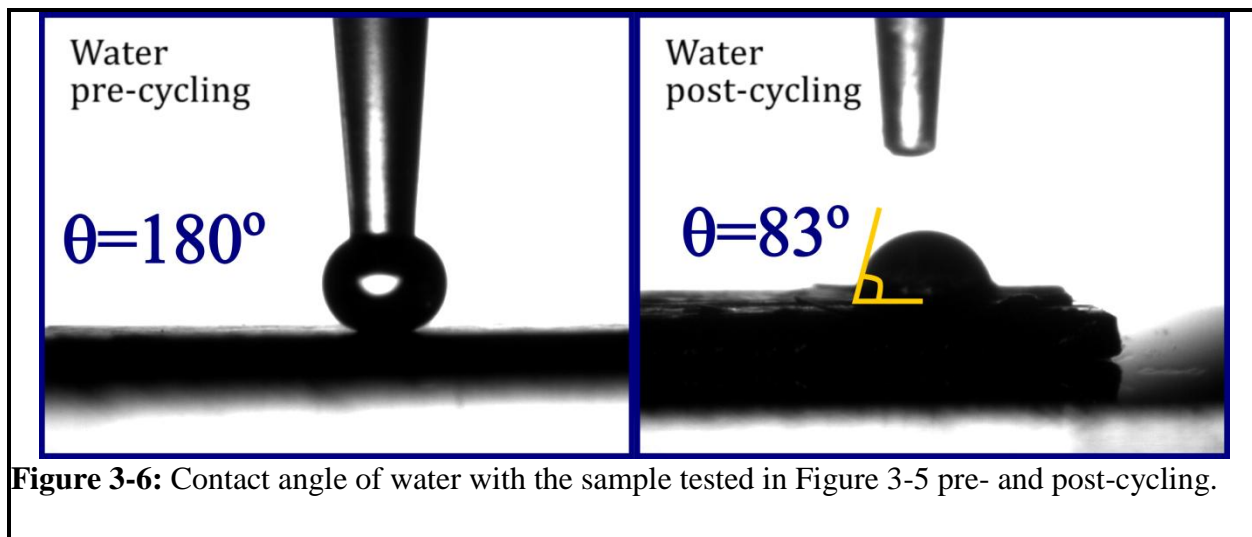 Water
pre-cycling
θ=180º
Water
post-cycling
θ=83º
Figure 3-6: Contact angle of water with the sample tested in Figure 3-5 pre- and post-cycling.